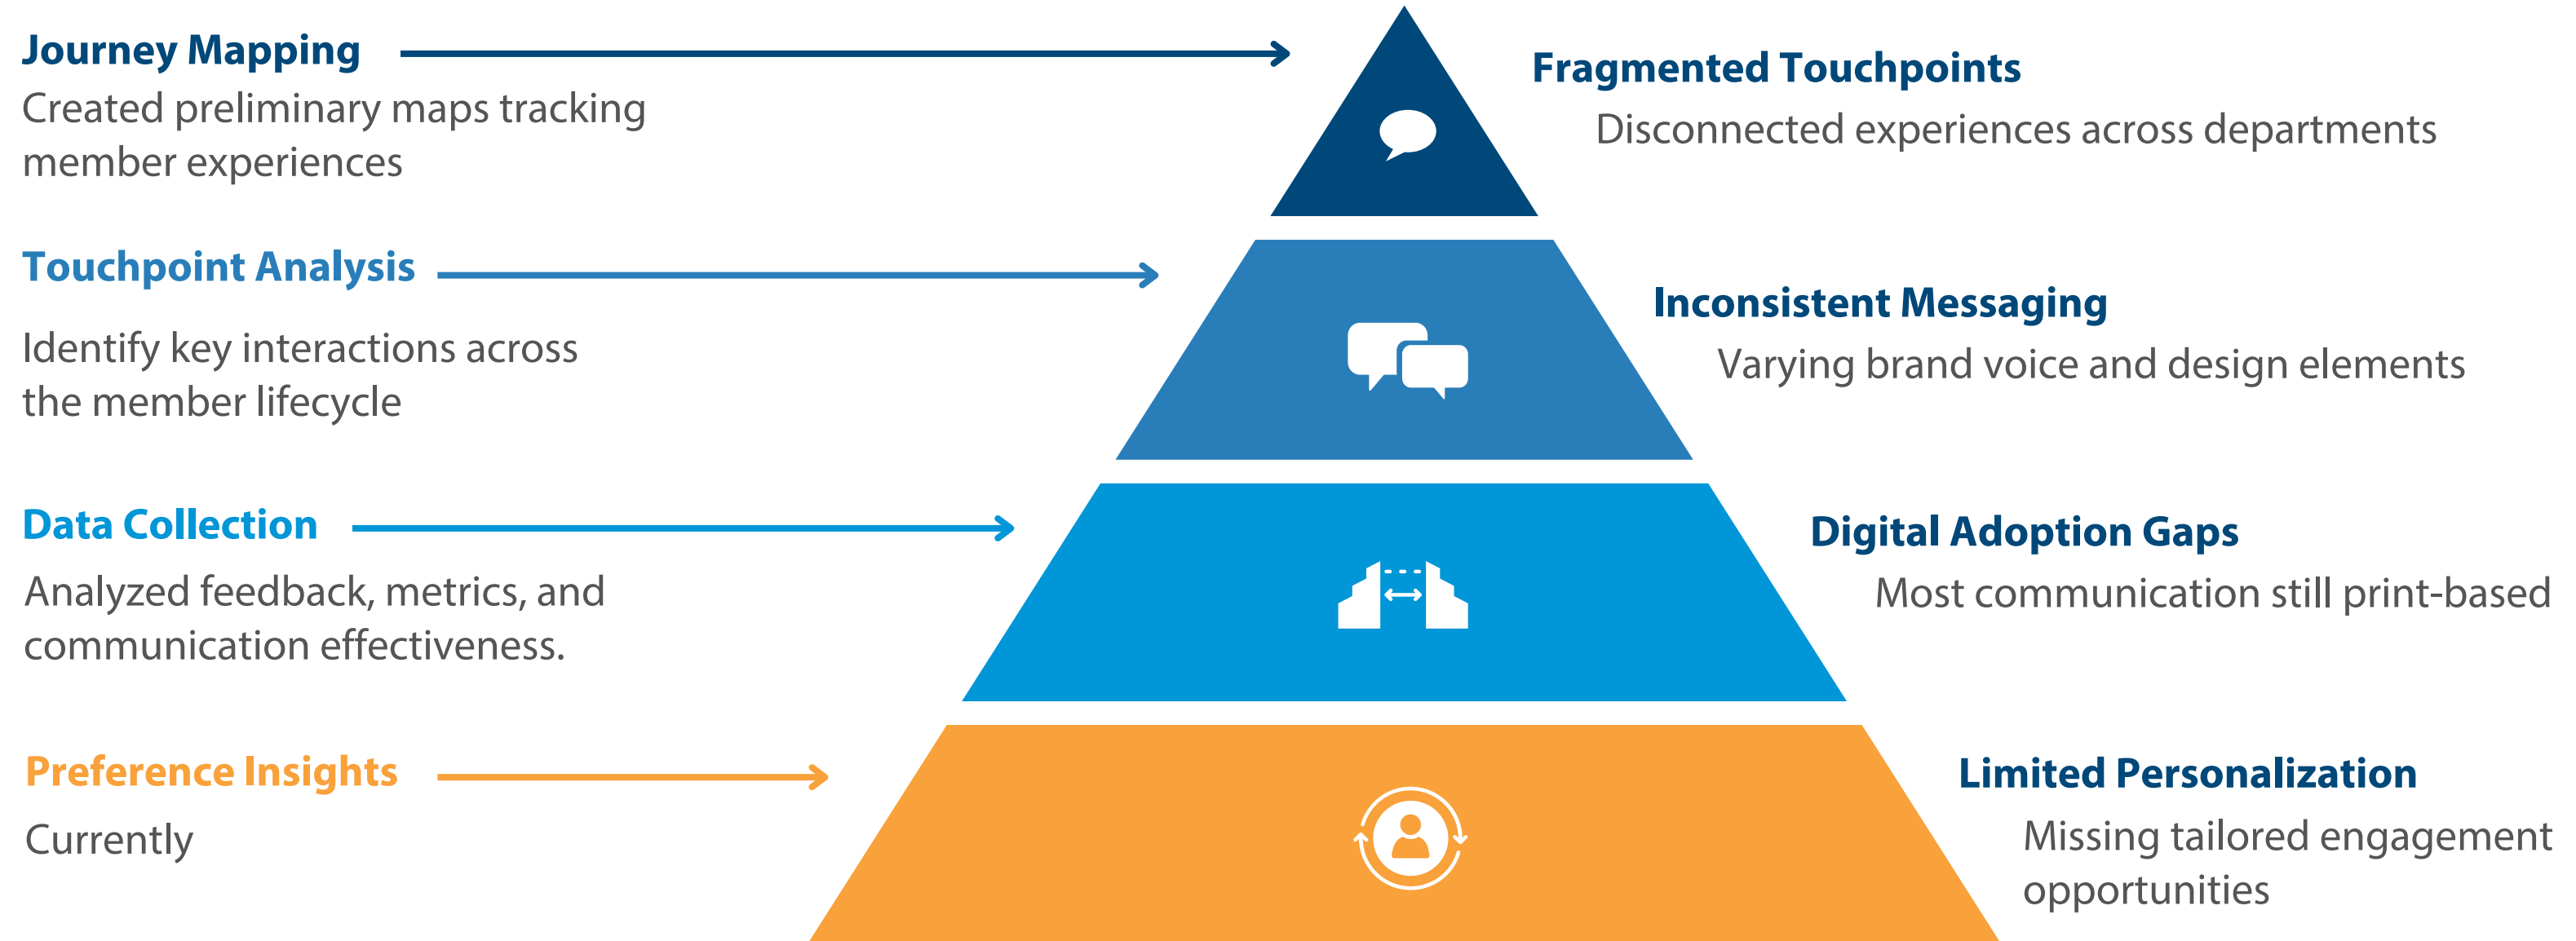 Journey Mapping
Created preliminary maps tracking
member experiences
Fragmented Touchpoints
Disconnected experiences across departments
Touchpoint Analysis
Identify key interactions across
the member lifecycle
Inconsistent Messaging
Varying brand voice and design elements
Data Collection
Analyzed feedback, metrics, and
communication effectiveness.
Digital Adoption Gaps
Most communication still print-based
Preference Insights
Currently
Limited Personalization
Missing tailored engagement
opportunities